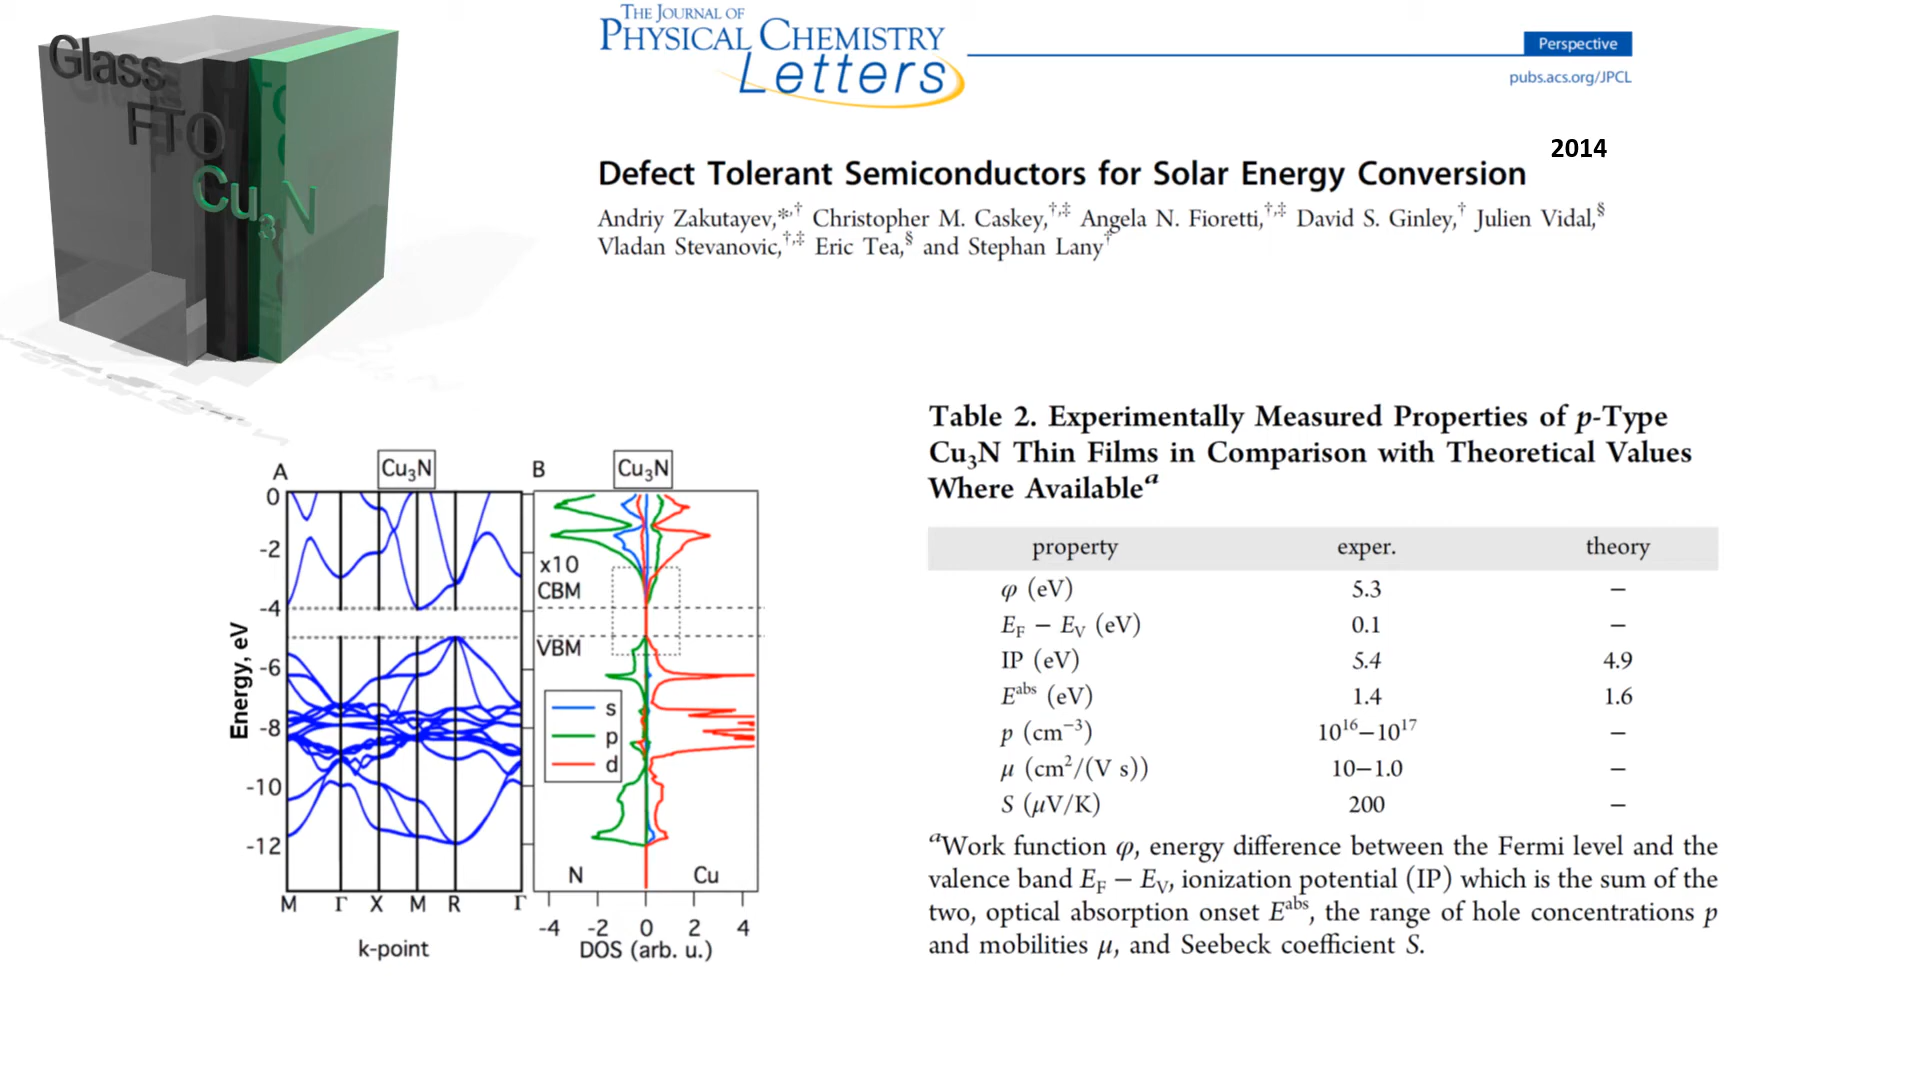 Glass
FTO
Cu₃N
THE JOURNAL OF
PHYSICAL CHEMISTRY
Letters
Perspective
pubs.acs.org/JPCL
2014
Defect Tolerant Semiconductors for Solar Energy Conversion
Andriy Zakutayev,*,† Christopher M. Caskey,†,‡ Angela N. Fioretti,†,‡ David S. Ginley,† Julien Vidal,§
Vladan Stevanovic,†,‡ Eric Tea,§ and Stephan Lany†
Table 2. Experimentally Measured Properties of p-Type
Cu₃N Thin Films in Comparison with Theoretical Values
Where Availableᵃ
property exper. theory
φ (eV) 5.3 –
E_F − E_V (eV) 0.1 –
IP (eV) 5.4 4.9
Eᵃᵇˢ (eV) 1.4 1.6
p (cm⁻³) 10¹⁶–10¹⁷ –
μ (cm²/(V s)) 10–1.0 –
S (μV/K) 200 –
ᵃWork function φ, energy difference between the Fermi level and the
valence band E_F − E_V, ionization potential (IP) which is the sum of the
two, optical absorption onset Eᵃᵇˢ, the range of hole concentrations p
and mobilities μ, and Seebeck coefficient S.
A
Cu₃N
B
Cu₃N
Energy, eV
0
-2
-4
-6
-8
-10
-12
M Γ X M R Γ
k-point
x10
CBM
VBM
s
p
d
N
Cu
-4 -2 0 2 4
DOS (arb. u.)